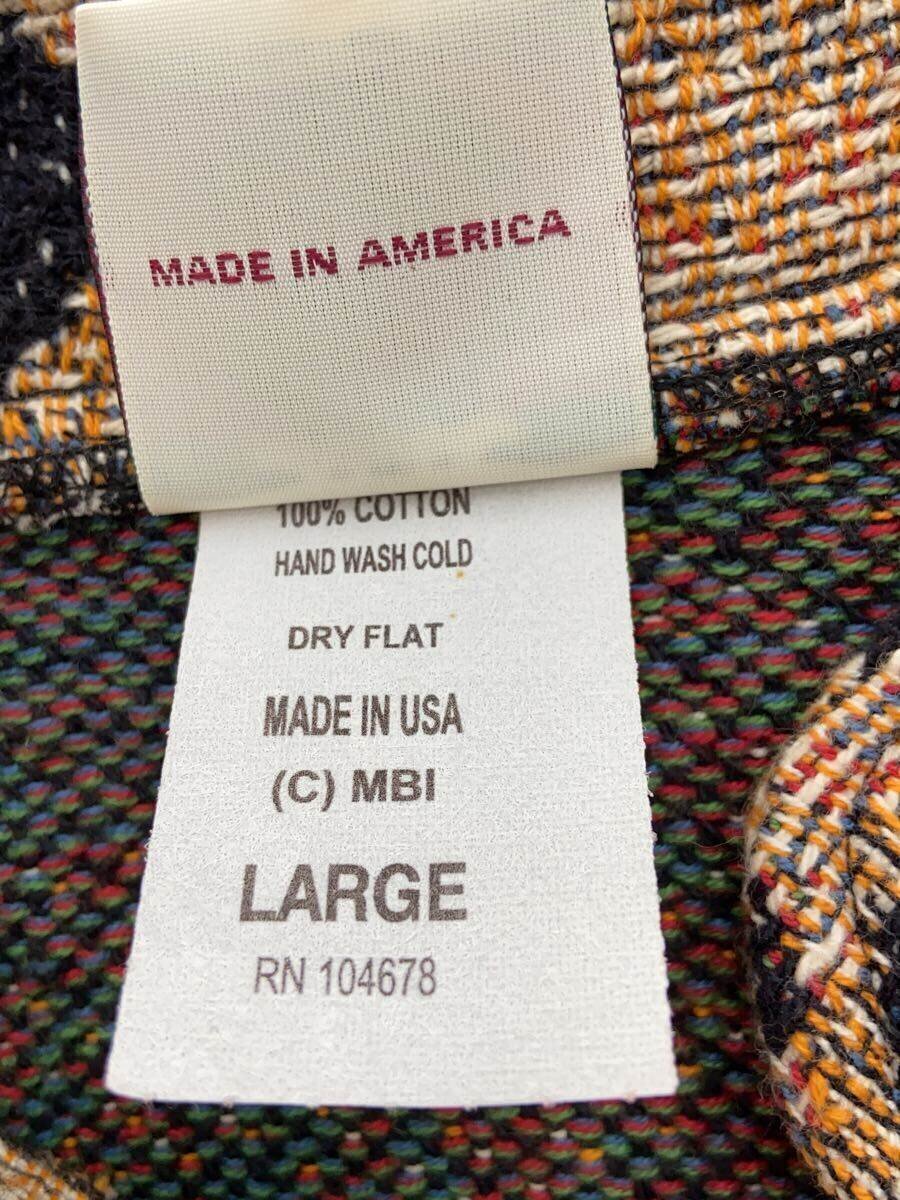 MADE IN AMERICA
100% COTTON
HAND WASH COLD
DRY FLAT
MADE IN USA
(C) MBI
LARGE
RN 104678